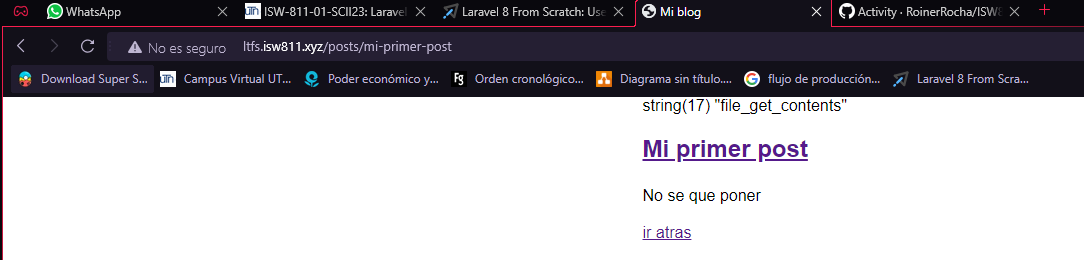 WhatsApp
ISW-811-01-SCII23: Laravel
Laravel 8 From Scratch: Use
Mi blog
Activity · RoinerRocha/ISW8
No es seguro ltfs.isw811.xyz/posts/mi-primer-post
Download Super S...
Campus Virtual UT...
Poder económico y...
Orden cronológico...
Diagrama sin título....
flujo de producción...
Laravel 8 From Scra...
string(17) "file_get_contents"
Mi primer post
No se que poner
ir atras